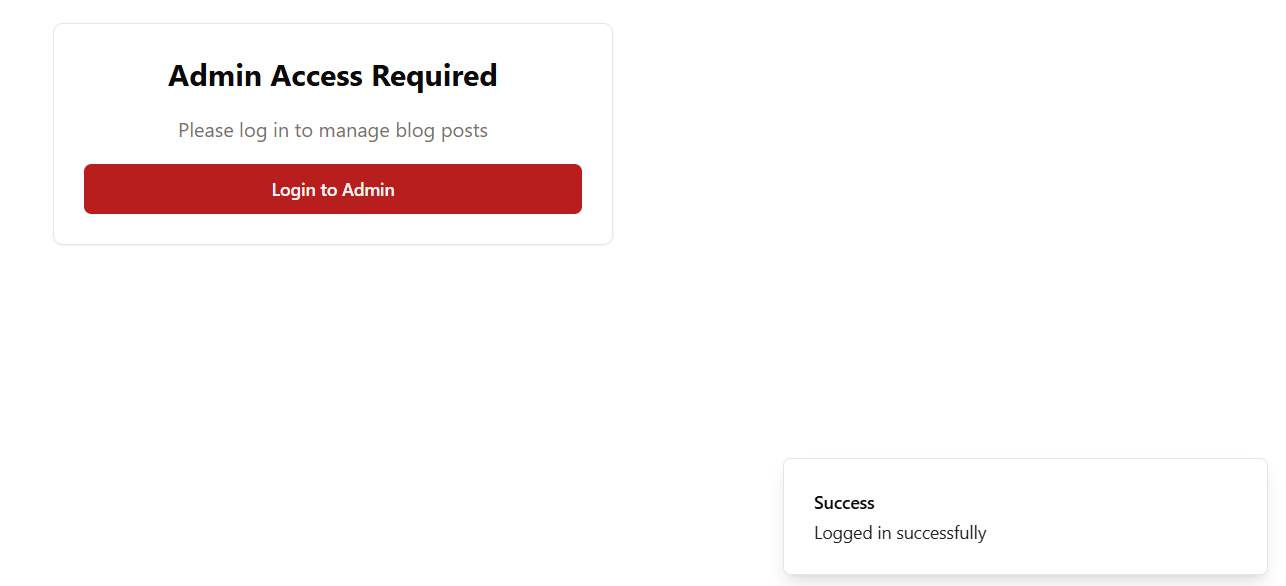 Admin Access Required
Please log in to manage blog posts
Login to Admin
Success
Logged in successfully